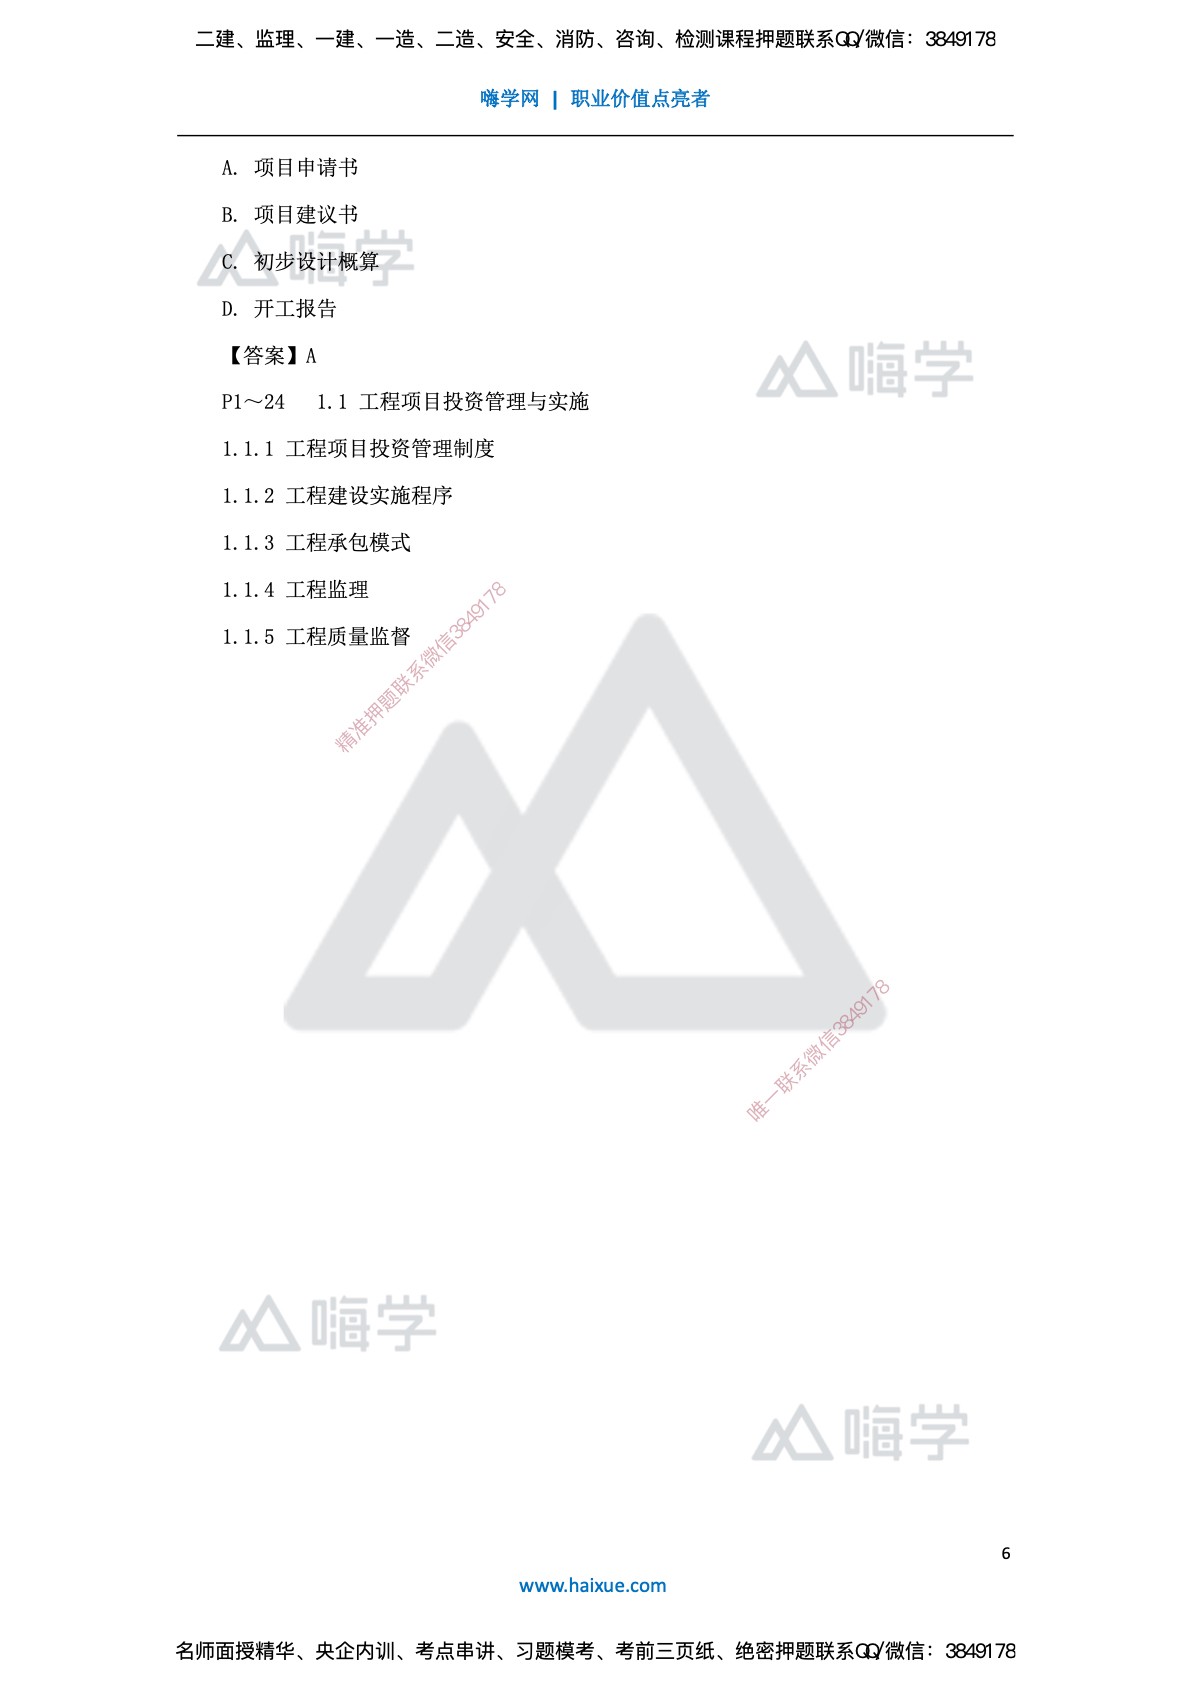 二建、监理、一建、一造、二造、安全、消防、咨询、检测课程押题联系QQ/微信：3849178
嗨学网 | 职业价值点亮者
A. 项目申请书
B. 项目建议书
嗨学
C. 初步设计概算
D. 开工报告
【答案】A
嗨学
P1～24 1.1 工程项目投资管理与实施
1.1.1 工程项目投资管理制度
1.1.2 工程建设实施程序
1.1.3 工程承包模式
1.1.4 工程监理
1.1.5 工程质量监督
精准押题联系微信3849178
唯一联系微信3849178
嗨学
嗨学
6
www.haixue.com
名师面授精华、央企内训、考点串讲、习题模考、考前三页纸、绝密押题联系QQ/微信：3849178